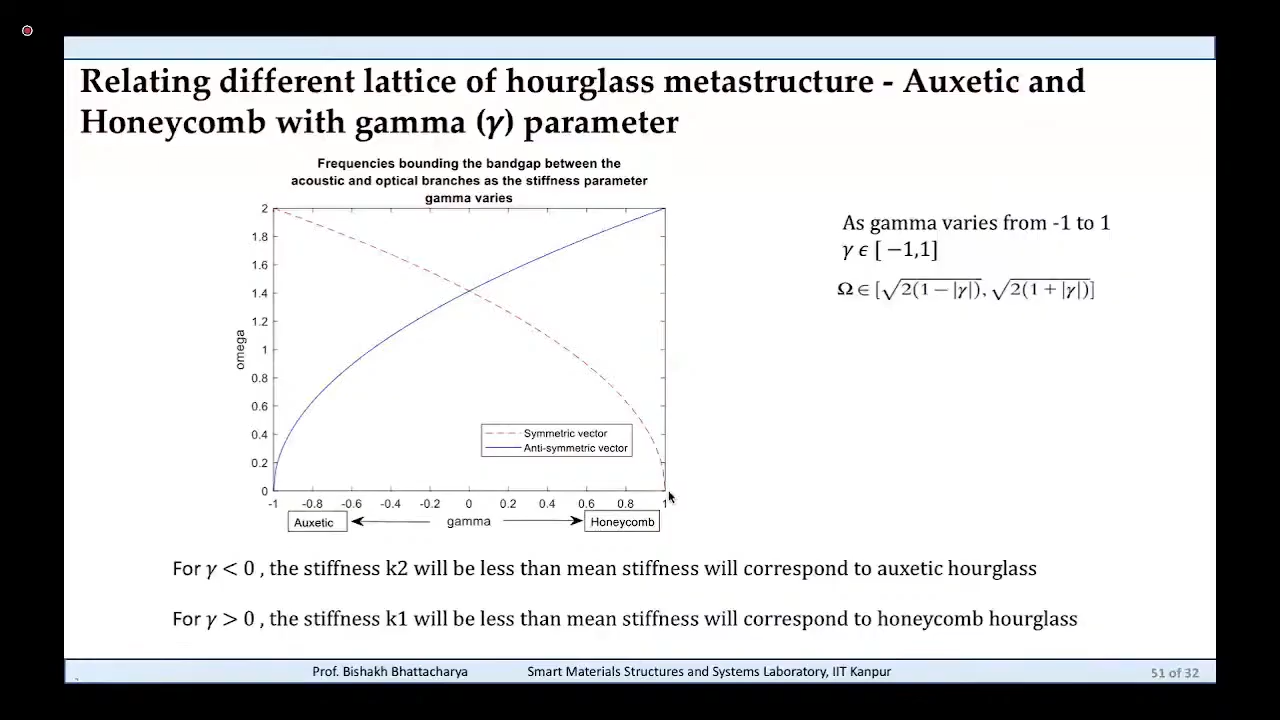 Relating different lattice of hourglass metastructure - Auxetic and
Honeycomb with gamma (γ) parameter
Frequencies bounding the bandgap between the
acoustic and optical branches as the stiffness parameter
gamma varies
2
1.8
1.6
1.4
1.2
1
0.8
0.6
0.4
0.2
0
omega
Symmetric vector
Anti-symmetric vector
-1 -0.8 -0.6 -0.4 -0.2 0 0.2 0.4 0.6 0.8 1
Auxetic gamma Honeycomb
As gamma varies from -1 to 1
γ ϵ [ −1,1]
Ω ∈ [√2(1 − |γ|), √2(1 + |γ|)]
For γ < 0 , the stiffness k2 will be less than mean stiffness will correspond to auxetic hourglass
For γ > 0 , the stiffness k1 will be less than mean stiffness will correspond to honeycomb hourglass
Prof. Bishakh Bhattacharya Smart Materials Structures and Systems Laboratory, IIT Kanpur 51 of 32